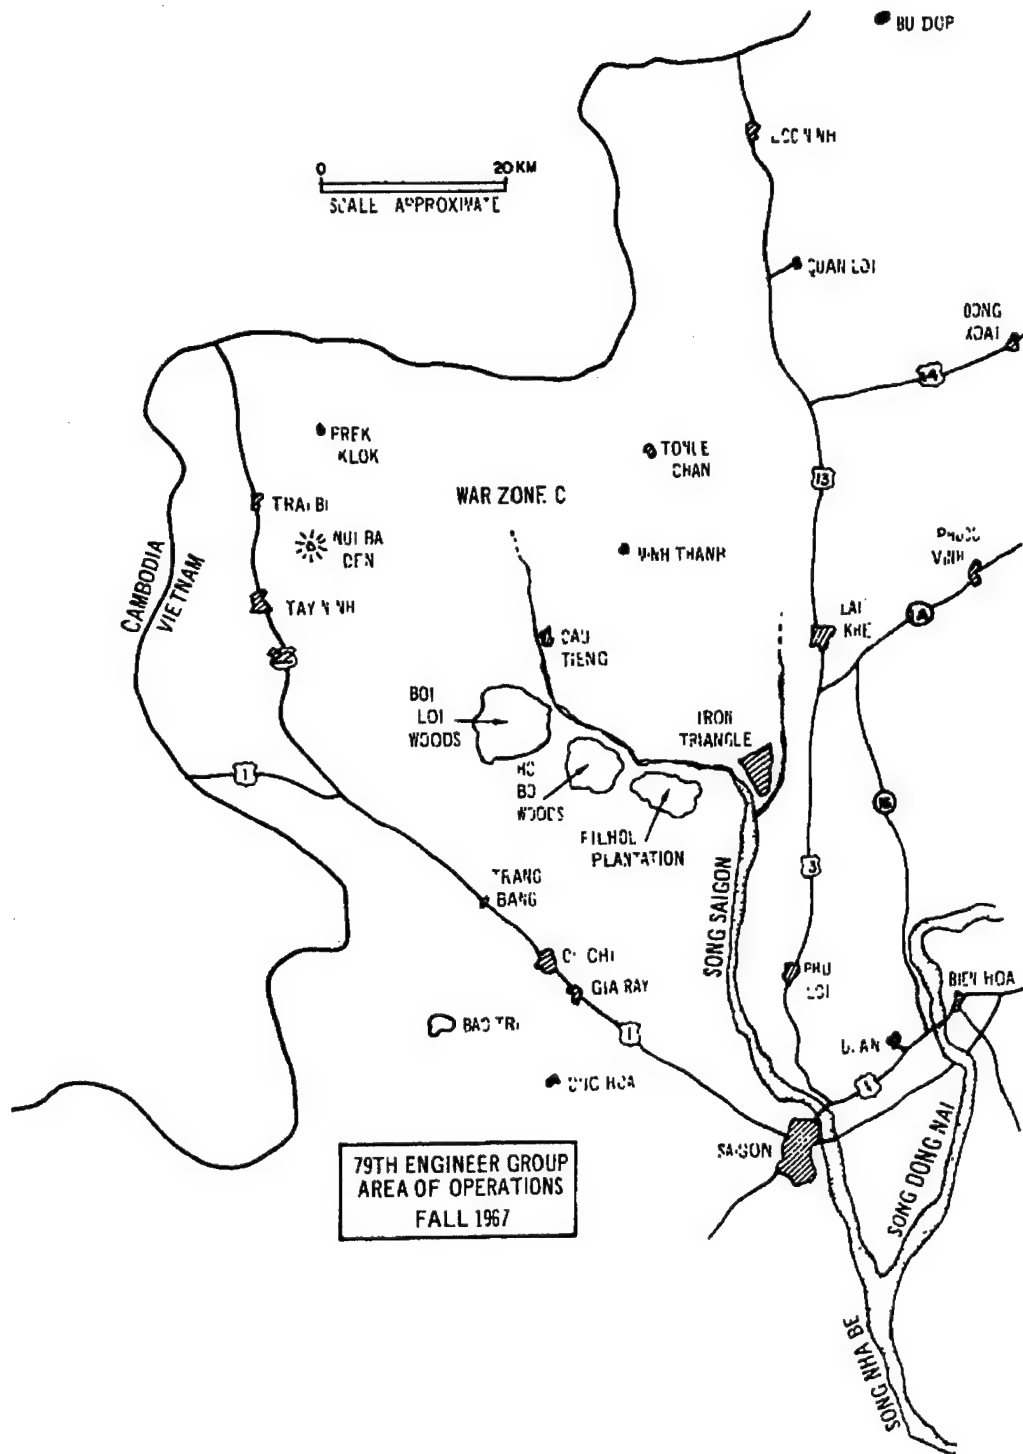 BU DOP
LOC NINH
0 20 KM
SCALE APPROXIMATE
QUAN LOI
DONG
XOAI
14
PREK
KLOK
TONLE
CHAN
13
WAR ZONE C
TRAI BI
NUI BA
DEN
MINH THANH
PHUOC
VINH
CAMBODIA
VIETNAM
TAY NINH
1A
LAI
KHE
22
DAU
TIENG
BOI
LOI
WOODS
IRON
TRIANGLE
1
HO
BO
WOODS
16
FILHOL
PLANTATION
13
TRANG
BANG
SONG SAIGON
CU CHI
PHU
LOI
BIEN HOA
GIA RAY
BAO TRI
1
DI AN
DUC HOA
1
SAIGON
SONG DONG NAI
79TH ENGINEER GROUP
AREA OF OPERATIONS
FALL 1967
SONG NHA BE